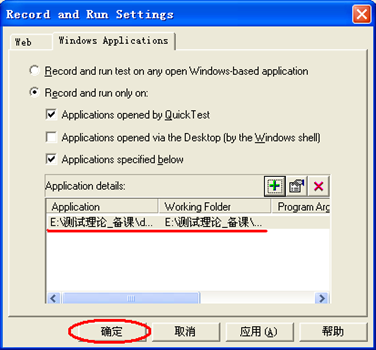 Record and Run Settings
Web Windows Applications
Record and run test on any open Windows-based application
Record and run only on:
Applications opened by QuickTest
Applications opened via the Desktop (by the Windows shell)
Applications specified below
Application details:
Application Working Folder Program Arg
E:\测试理论_备课\d... E:\测试理论_备课\...
确定 取消 应用(A) 帮助